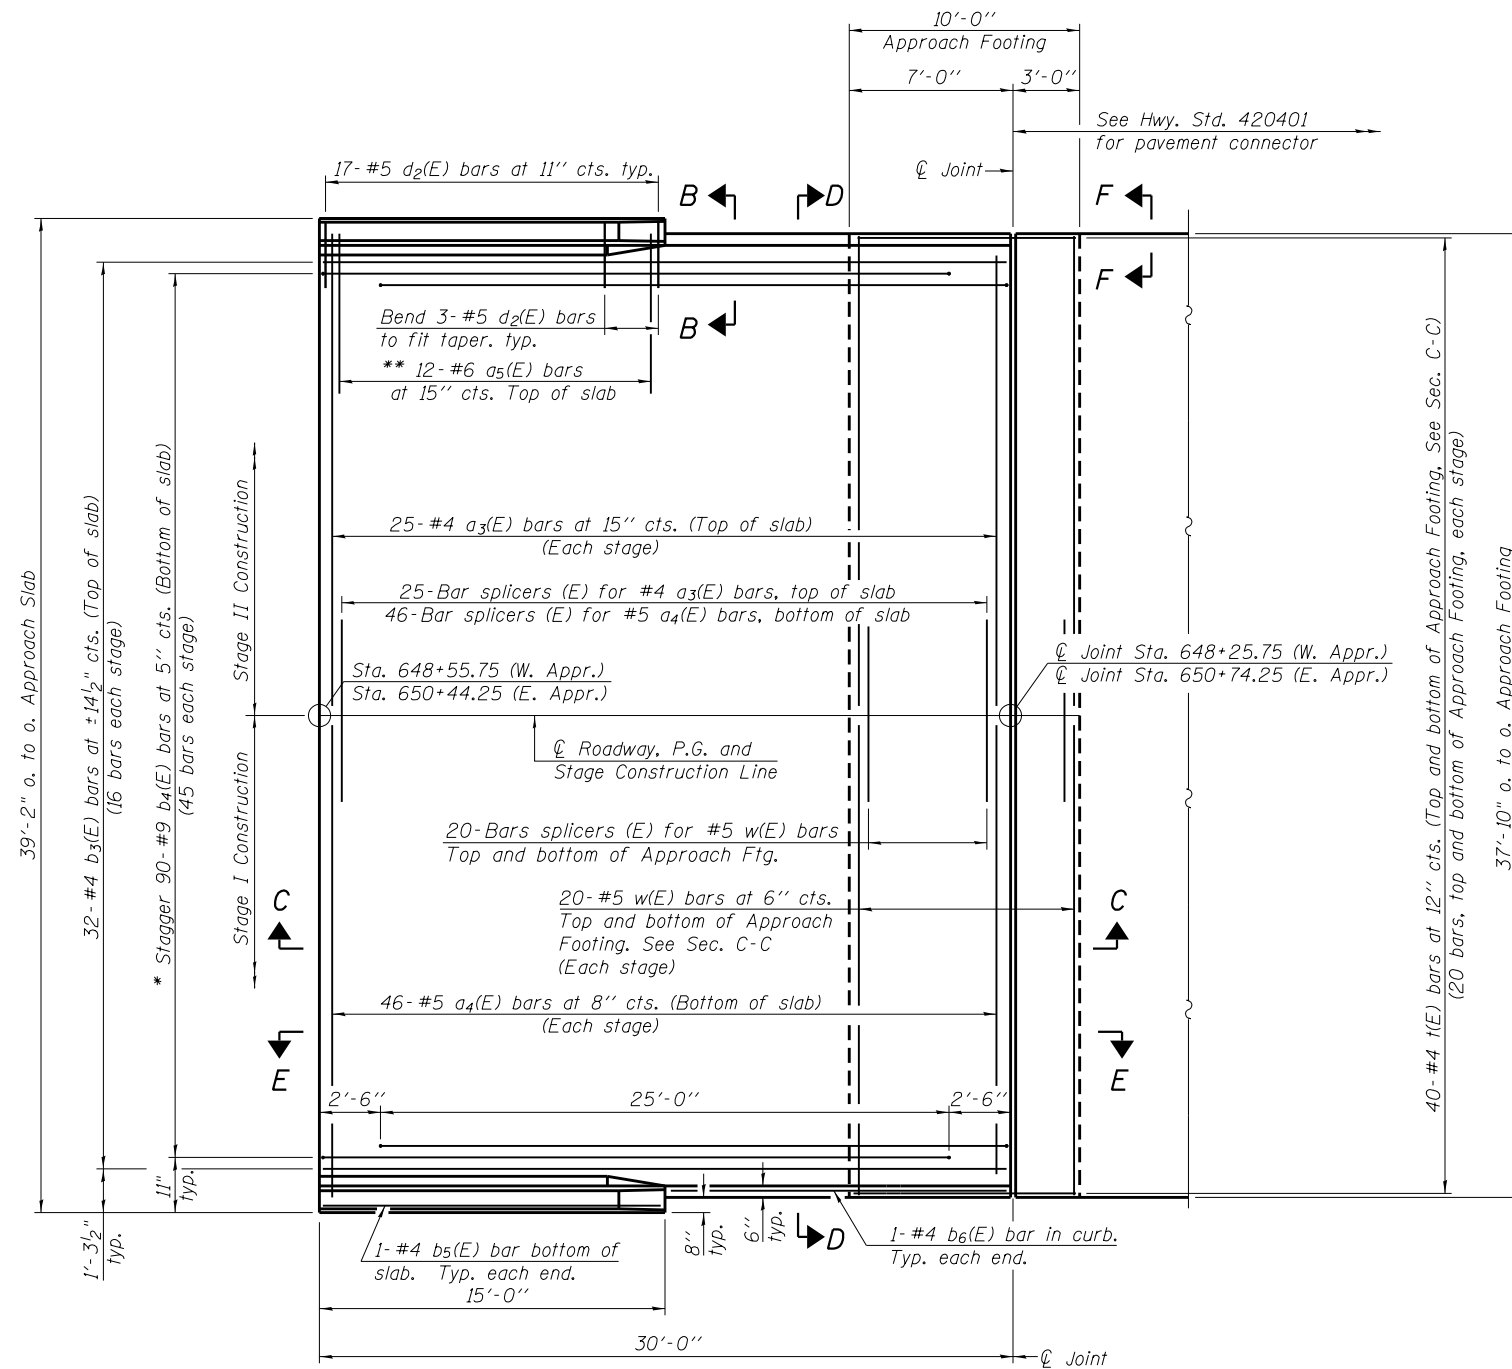 10'-0"
Approach Footing
7'-0"
3'-0"
See Hwy. Std. 420401
for pavement connector
℄ Joint
17-#5 d2(E) bars at 11" cts. typ.
B
D
F
F
B
Bend 3-#5 d2(E) bars
to fit taper. typ.
** 12-#6 a5(E) bars
at 15" cts. Top of slab
39'-2" o. to o. Approach Slab
32-#4 b3(E) bars at ±14½" cts. (Top of slab)
(16 bars each stage)
* Stagger 90-#9 b4(E) bars at 5" cts. (Bottom of slab)
(45 bars each stage)
Stage II Construction
Stage I Construction
25-#4 a3(E) bars at 15" cts. (Top of slab)
(Each stage)
25-Bar splicers (E) for #4 a3(E) bars, top of slab
46-Bar splicers (E) for #5 a4(E) bars, bottom of slab
Sta. 648+55.75 (W. Appr.)
Sta. 650+44.25 (E. Appr.)
℄ Joint Sta. 648+25.75 (W. Appr.)
℄ Joint Sta. 650+74.25 (E. Appr.)
℄ Roadway, P.G. and
Stage Construction Line
20-Bars splicers (E) for #5 w(E) bars
Top and bottom of Approach Ftg.
20-#5 w(E) bars at 6" cts.
Top and bottom of Approach
Footing. See Sec. C-C
(Each stage)
C
C
46-#5 a4(E) bars at 8" cts. (Bottom of slab)
(Each stage)
E
E
40-#4 t(E) bars at 12" cts. (Top and bottom of Approach Footing, See Sec. C-C)
(20 bars, top and bottom of Approach Footing, each stage)
37'-10" o. to o. Approach Footing
2'-6"
25'-0"
2'-6"
11"
typ.
1'-3½"
typ.
8"
typ.
6"
typ.
D
1-#4 b5(E) bar bottom of
slab. Typ. each end.
1-#4 b6(E) bar in curb.
Typ. each end.
15'-0"
30'-0"
℄ Joint